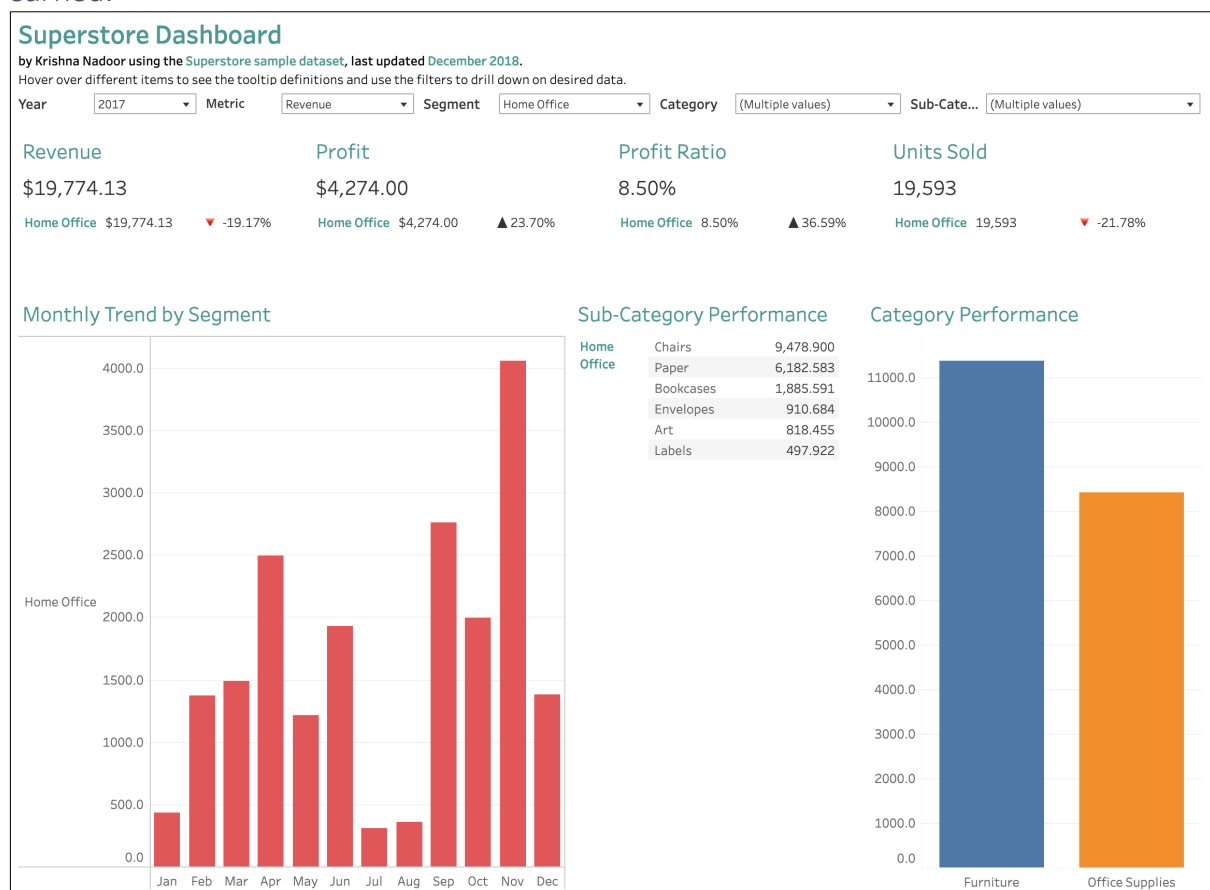 Superstore Dashboard
by Krishna Nadoor using the Superstore sample dataset, last updated December 2018.
Hover over different items to see the tooltip definitions and use the filters to drill down on desired data.
Year 2017 Metric Revenue Segment Home Office Category (Multiple values) Sub-Cate... (Multiple values)
Revenue Profit Profit Ratio Units Sold
$19,774.13 $4,274.00 8.50% 19,593
Home Office $19,774.13 ▼ -19.17% Home Office $4,274.00 ▲ 23.70% Home Office 8.50% ▲ 36.59% Home Office 19,593 ▼ -21.78%
Monthly Trend by Segment
4000.0
3500.0
3000.0
2500.0
Home Office
2000.0
1500.0
1000.0
500.0
0.0
Jan Feb Mar Apr May Jun Jul Aug Sep Oct Nov Dec
Sub-Category Performance
Home Office
Chairs 9,478.900
Paper 6,182.583
Bookcases 1,885.591
Envelopes 910.684
Art 818.455
Labels 497.922
Category Performance
11000.0
10000.0
9000.0
8000.0
7000.0
6000.0
5000.0
4000.0
3000.0
2000.0
1000.0
0.0
Furniture Office Supplies